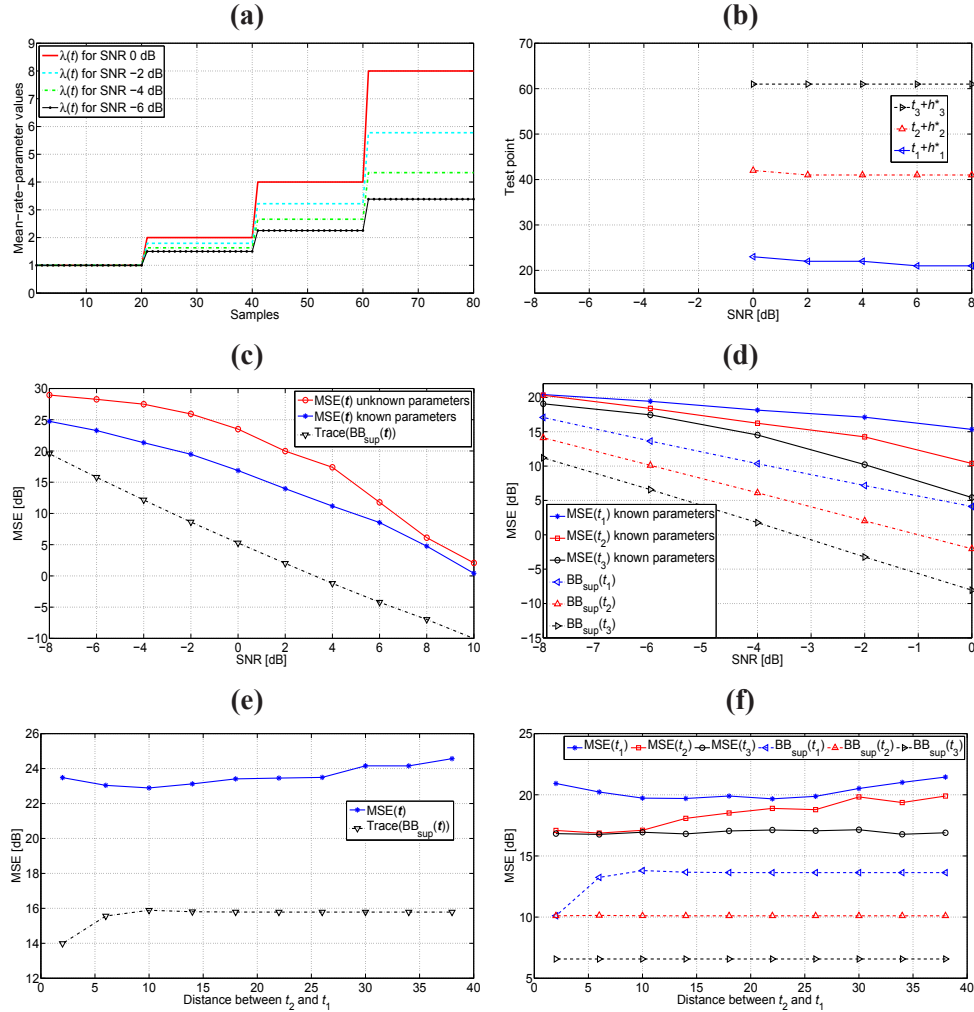 (a)
9
8
7
6
5
4
3
2
1
0
Mean-rate-parameter values
λ(t) for SNR 0 dB
λ(t) for SNR −2 dB
λ(t) for SNR −4 dB
λ(t) for SNR −6 dB
10 20 30 40 50 60 70 80
Samples
(b)
70
60
50
40
30
20
Test point
t3+h*3
t2+h*2
t1+h*1
−8 −6 −4 −2 0 2 4 6 8
SNR [dB]
(c)
30
25
20
15
10
5
0
−5
−10
MSE [dB]
MSE(t) unknown parameters
MSE(t) known parameters
Trace(BBsup(t))
−8 −6 −4 −2 0 2 4 6 8 10
SNR [dB]
(d)
20
15
10
5
0
−5
−10
15
MSE [dB]
MSE(t1) known parameters
MSE(t2) known parameters
MSE(t3) known parameters
BBsup(t1)
BBsup(t2)
BBsup(t3)
−8 −7 −6 −5 −4 −3 −2 −1 0
SNR [dB]
(e)
26
24
22
20
18
16
14
12
MSE [dB]
MSE(t)
Trace(BBsup(t))
0 5 10 15 20 25 30 35 40
Distance between t2 and t1
(f)
25
20
15
10
5
MSE [dB]
MSE(t1) MSE(t2) MSE(t3) BBsup(t1) BBsup(t2) BBsup(t3)
0 5 10 15 20 25 30 35 40
Distance between t2 and t1